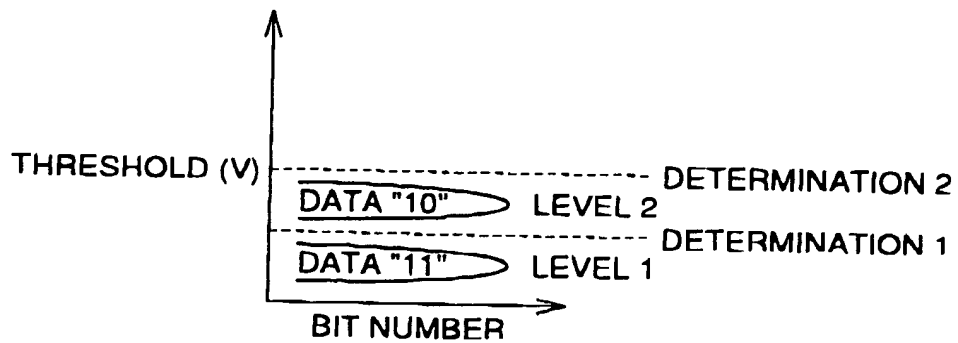 THRESHOLD (V)
DETERMINATION 2
DATA "10" LEVEL 2
DETERMINATION 1
DATA "11" LEVEL 1
BIT NUMBER